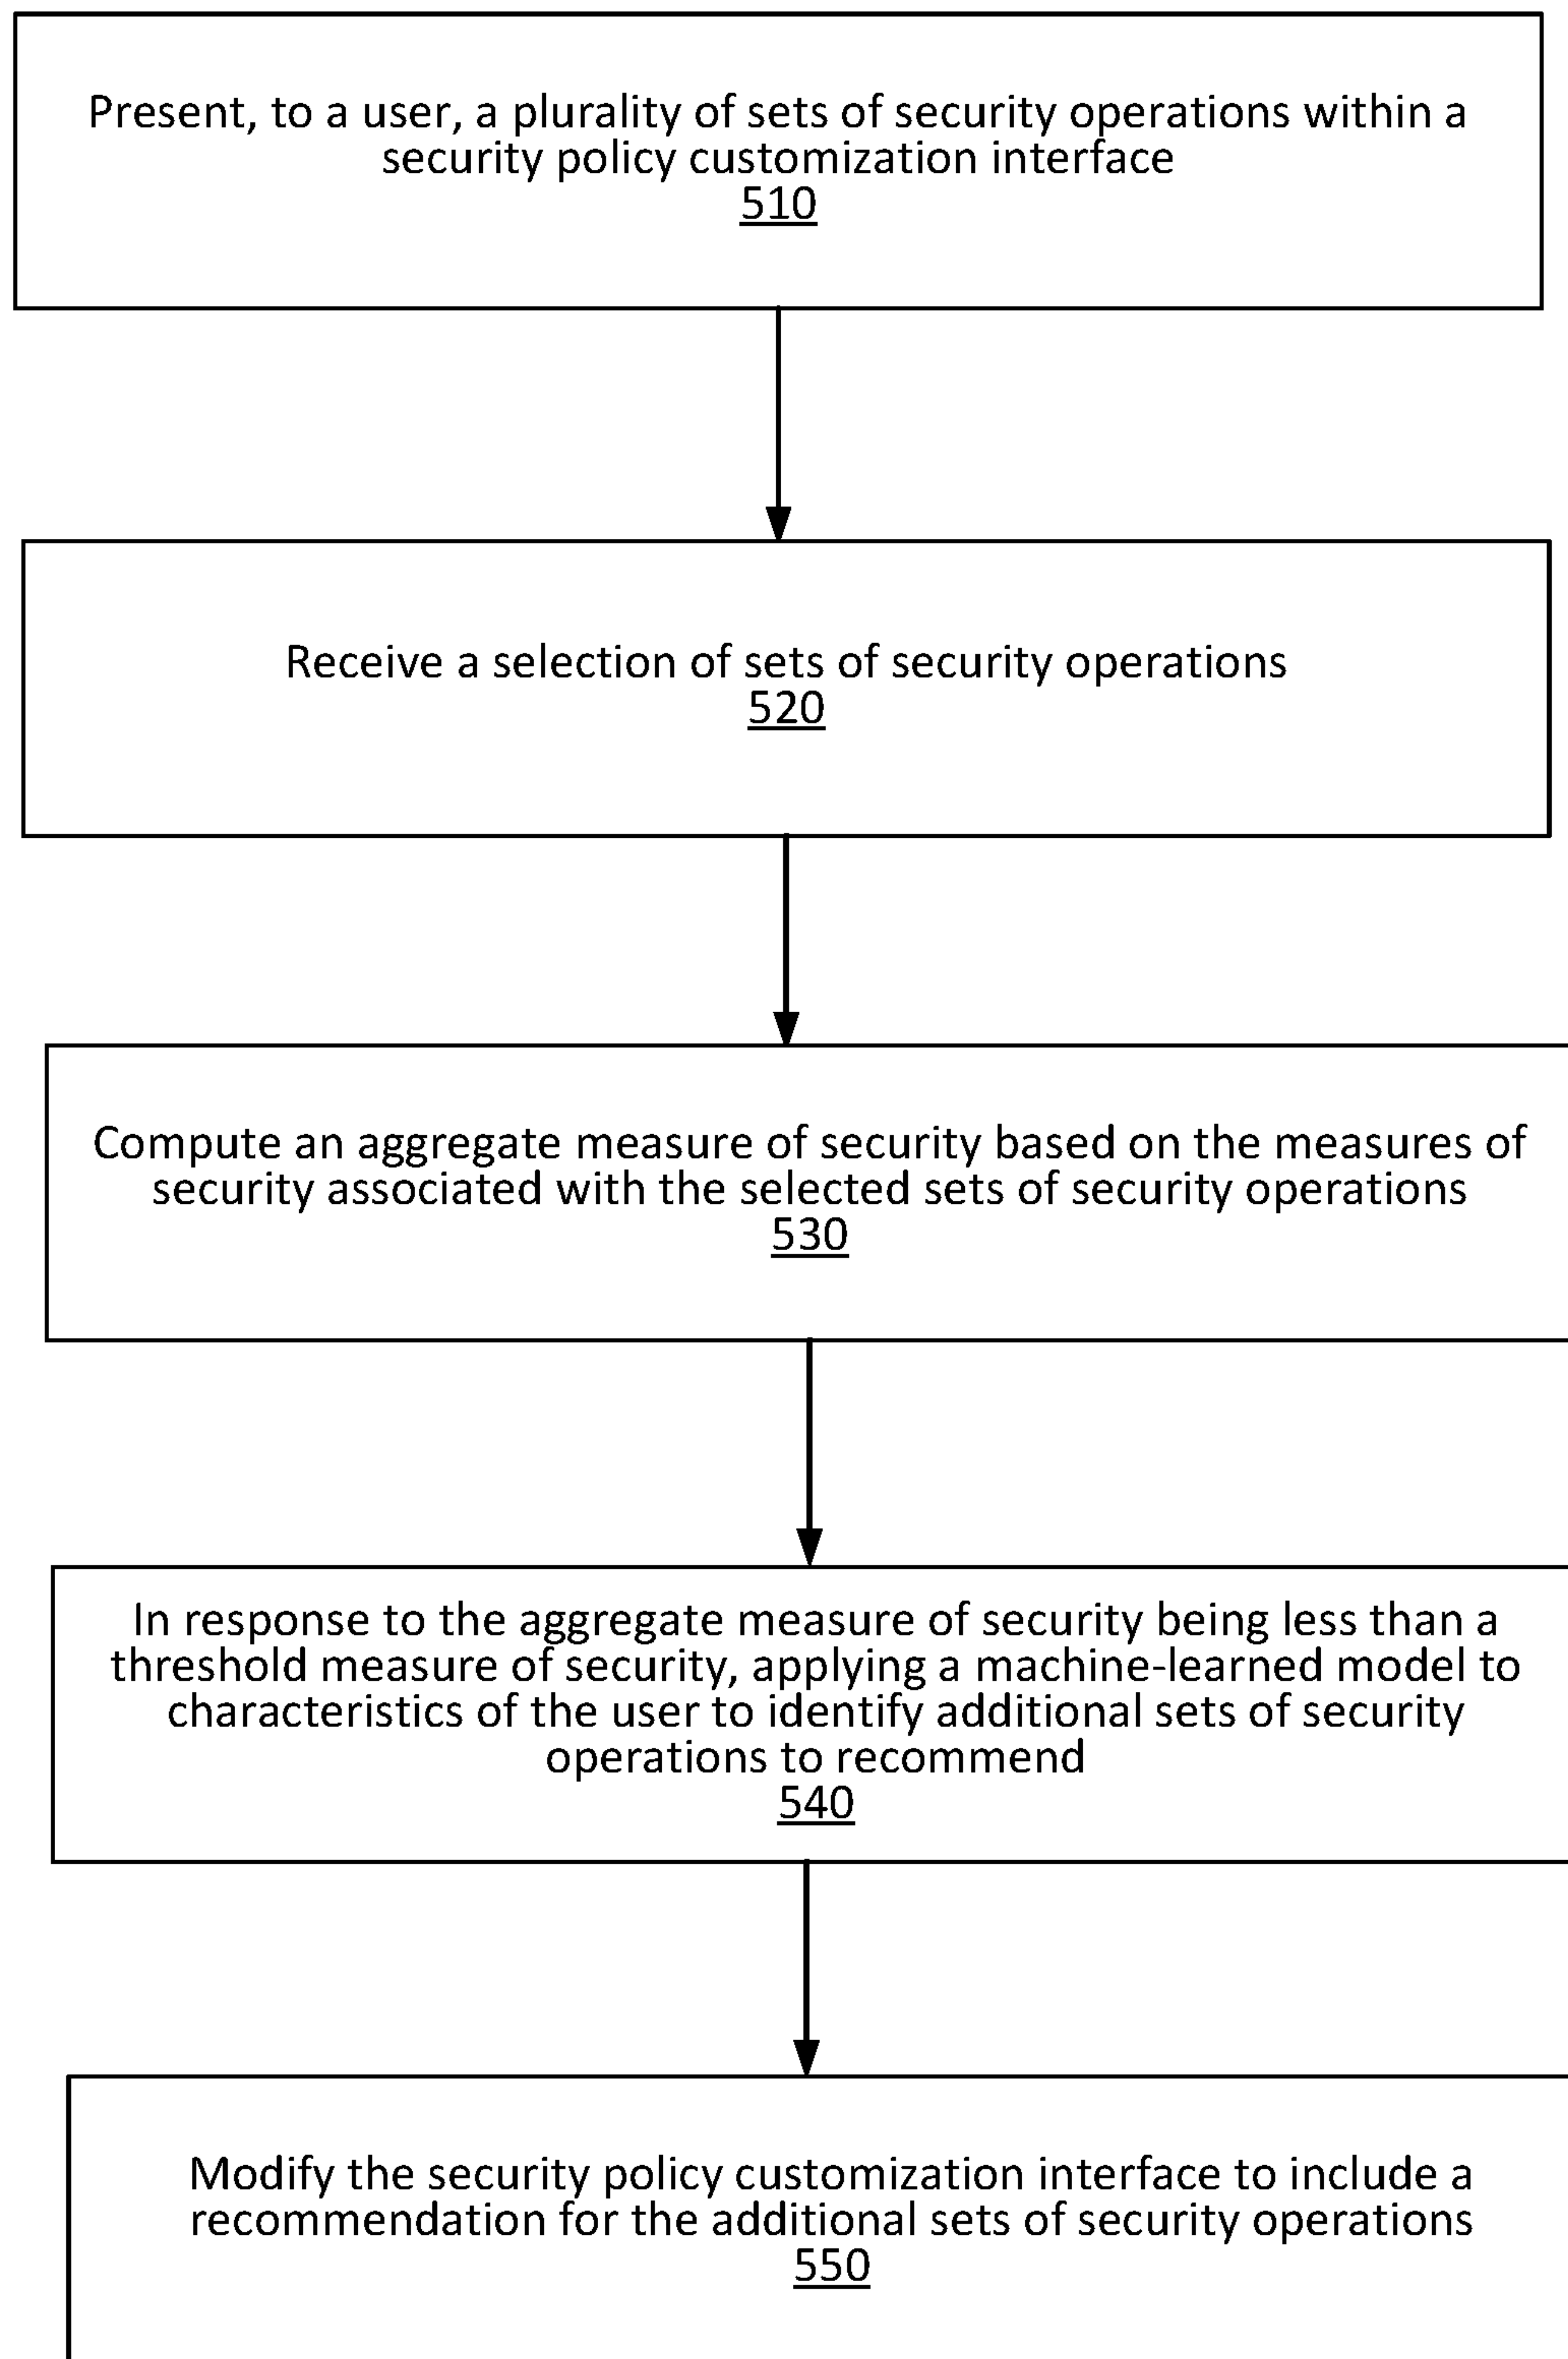 Present, to a user, a plurality of sets of security operations within a
security policy customization interface
510
Receive a selection of sets of security operations
520
Compute an aggregate measure of security based on the measures of
security associated with the selected sets of security operations
530
In response to the aggregate measure of security being less than a
threshold measure of security, applying a machine-learned model to
characteristics of the user to identify additional sets of security
operations to recommend
540
Modify the security policy customization interface to include a
recommendation for the additional sets of security operations
550